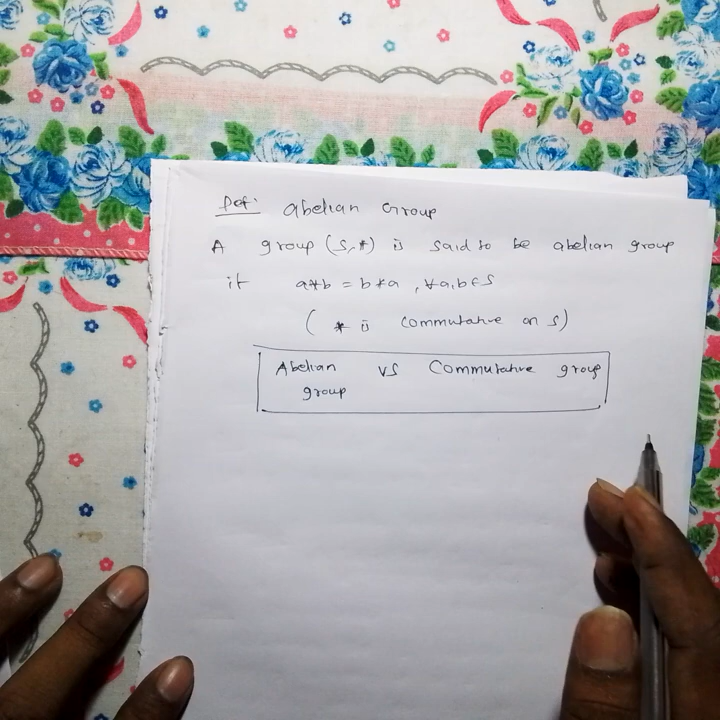 Def: Abelian Group
A group (S,*) is said to be abelian group
if a*b = b*a , ∀a,b∈S
( * is commutative on S)
Abelian vs Commutative group
group